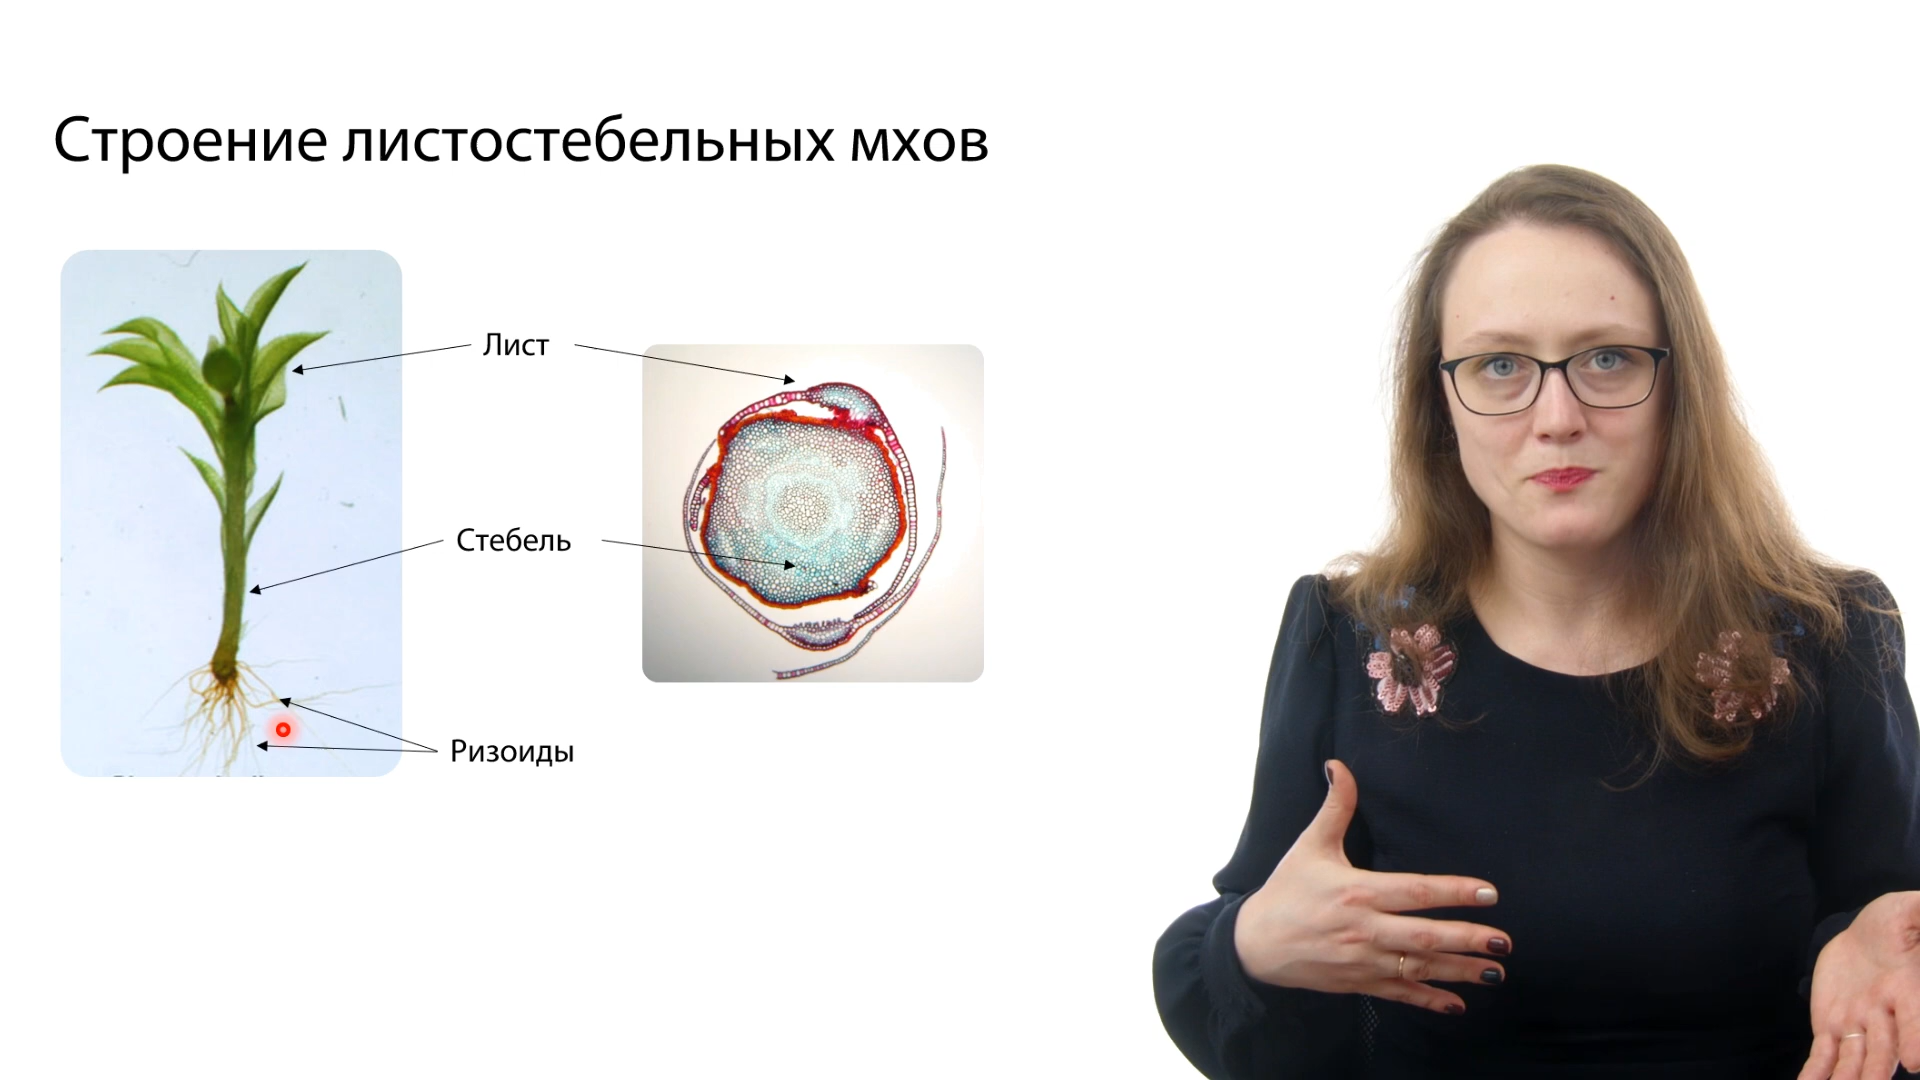 Строение листостебельных мхов
Лист
Стебель
Ризоиды